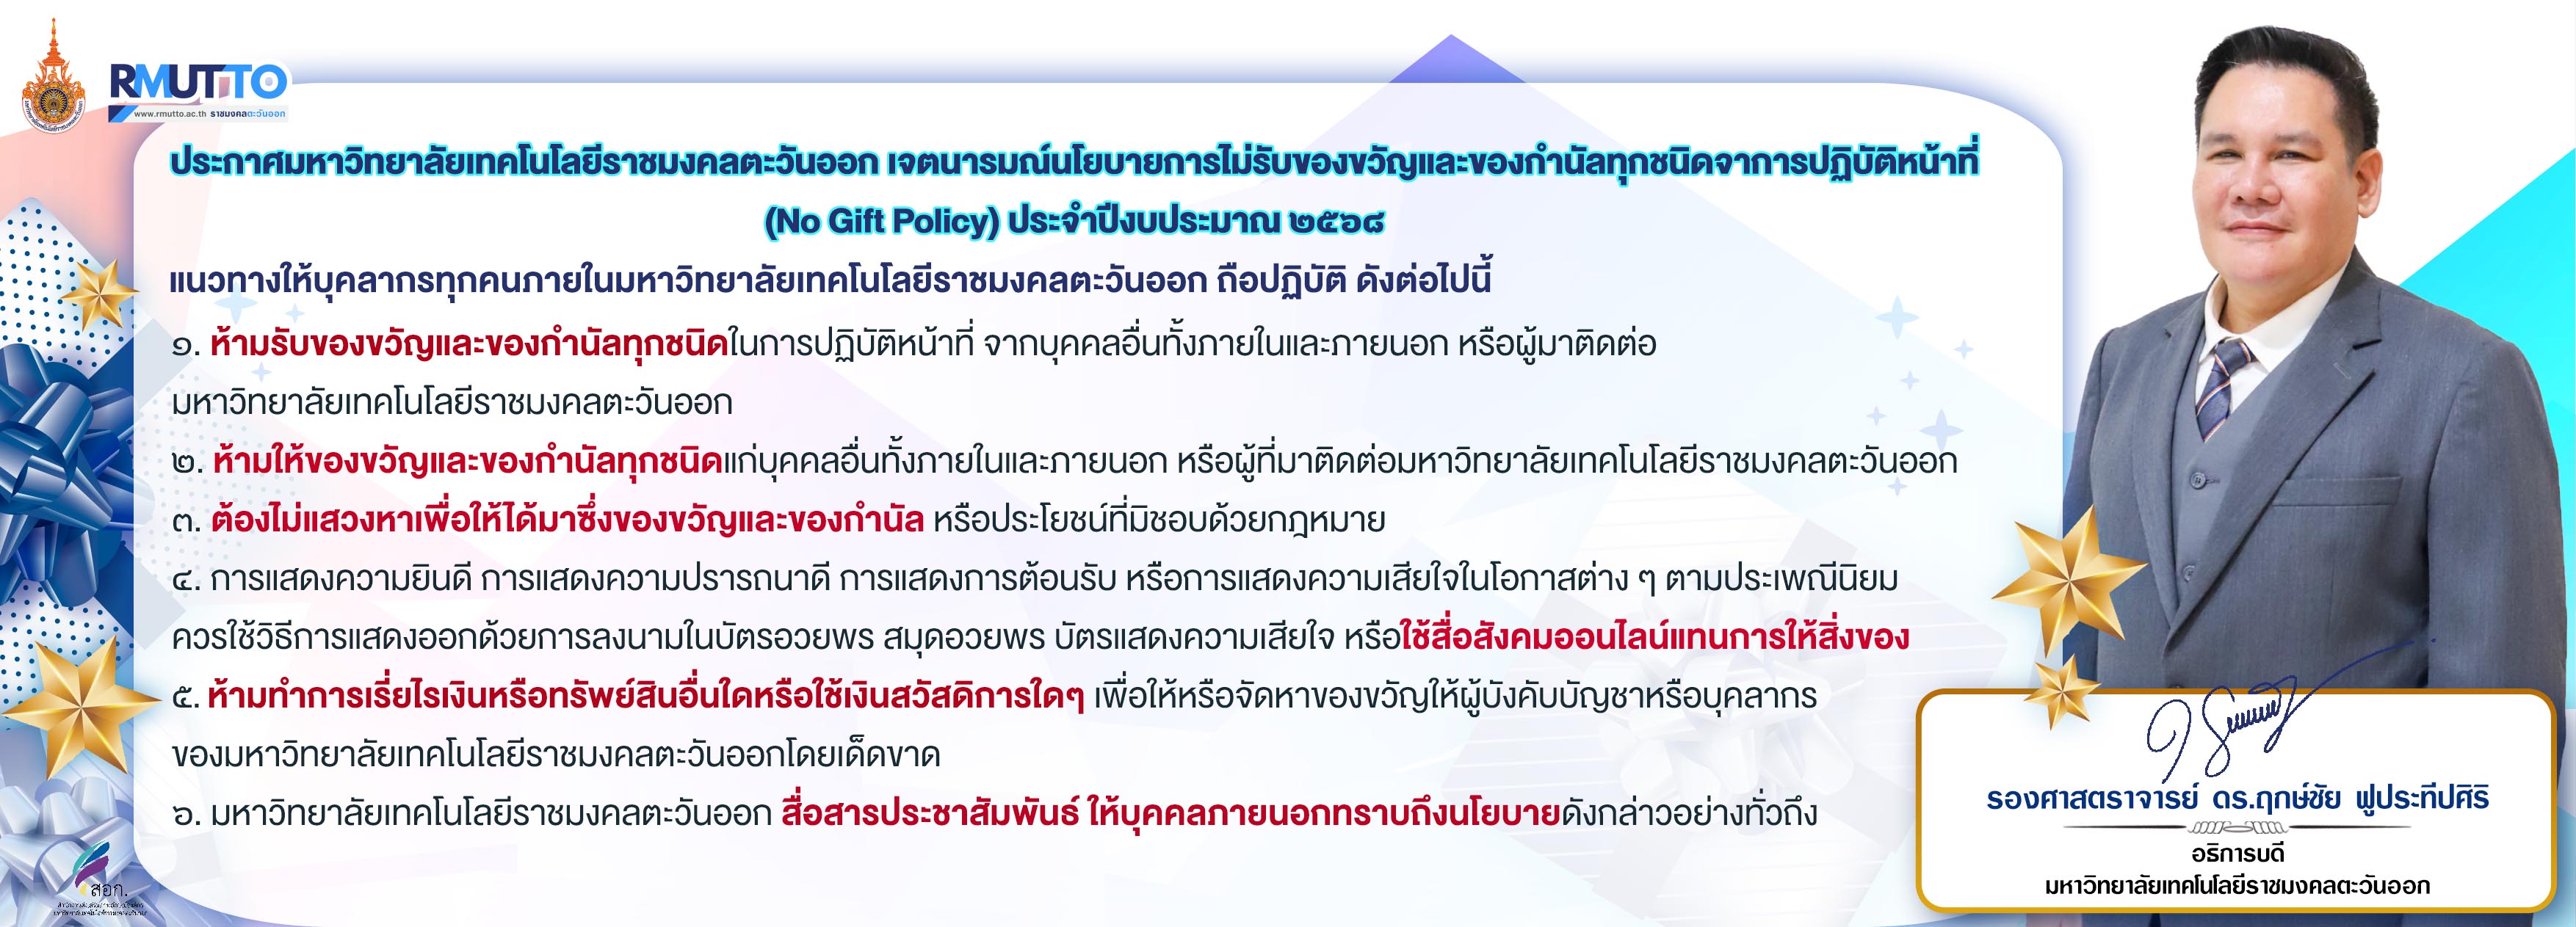 RMUTTO
www.rmutto.ac.th ราชมงคลตะวันออก
ประกาศมหาวิทยาลัยเทคโนโลยีราชมงคลตะวันออก เจตนารมณ์นโยบายการไม่รับของขวัญและของกำนัลทุกชนิดจาการปฏิบัติหน้าที่
(No Gift Policy) ประจำปีงบประมาณ ๒๕๖๘
แนวทางให้บุคลากรทุกคนภายในมหาวิทยาลัยเทคโนโลยีราชมงคลตะวันออก ถือปฏิบัติ ดังต่อไปนี้
๑. ห้ามรับของขวัญและของกำนัลทุกชนิดในการปฏิบัติหน้าที่ จากบุคคลอื่นทั้งภายในและภายนอก หรือผู้มาติดต่อ
มหาวิทยาลัยเทคโนโลยีราชมงคลตะวันออก
๒. ห้ามให้ของขวัญและของกำนัลทุกชนิดแก่บุคคลอื่นทั้งภายในและภายนอก หรือผู้ที่มาติดต่อมหาวิทยาลัยเทคโนโลยีราชมงคลตะวันออก
๓. ต้องไม่แสวงหาเพื่อให้ได้มาซึ่งของขวัญและของกำนัล หรือประโยชน์ที่มิชอบด้วยกฎหมาย
๔. การแสดงความยินดี การแสดงความปรารถนาดี การแสดงการต้อนรับ หรือการแสดงความเสียใจในโอกาสต่าง ๆ ตามประเพณีนิยม
ควรใช้วิธีการแสดงออกด้วยการลงนามในบัตรอวยพร สมุดอวยพร บัตรแสดงความเสียใจ หรือใช้สื่อสังคมออนไลน์แทนการให้สิ่งของ
๕. ห้ามทำการเรี่ยไรเงินหรือทรัพย์สินอื่นใดหรือใช้เงินสวัสดิการใดๆ เพื่อให้หรือจัดหาของขวัญให้ผู้บังคับบัญชาหรือบุคลากร
ของมหาวิทยาลัยเทคโนโลยีราชมงคลตะวันออกโดยเด็ดขาด
๖. มหาวิทยาลัยเทคโนโลยีราชมงคลตะวันออก สื่อสารประชาสัมพันธ์ ให้บุคคลภายนอกทราบถึงนโยบายดังกล่าวอย่างทั่วถึง
สอก.
รองศาสตราจารย์ ดร.ฤกษ์ชัย ฟูประทีปศิริ
อธิการบดี
มหาวิทยาลัยเทคโนโลยีราชมงคลตะวันออก